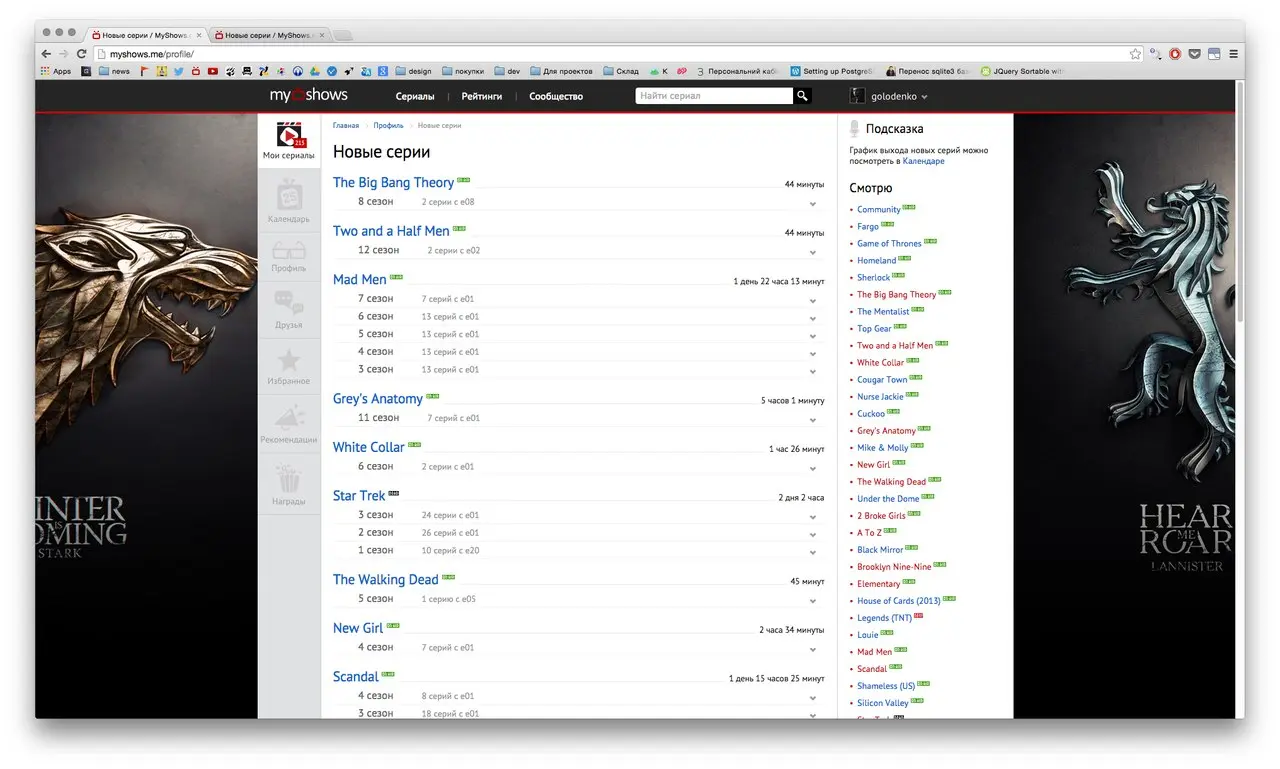 Новые серии / MyShows.
Новые серии / MyShows.
myshows.me/profile/
Apps
news
design
покупки
dev
Для проектов
Склад
K
Персональний каб
Setting up PostgreS
Перенос sqlite3 ба
JQuery Sortable wit
my shows
Сериалы
Рейтинги
Сообщество
Найти сериал
golodenko
215
Мои сериалы
Календарь
Профиль
Друзья
Избранное
Рекомендации
Награды
Главная Профиль Новые серии
Новые серии
The Big Bang Theory 44 минуты
8 сезон 2 серии с e08
Two and a Half Men 44 минуты
12 сезон 2 серии с e02
Mad Men 1 день 22 часа 13 минут
7 сезон 7 серий с e01
6 сезон 13 серий с e01
5 сезон 13 серий с e01
4 сезон 13 серий с e01
3 сезон 13 серий с e01
Grey's Anatomy 5 часов 1 минуту
11 сезон 7 серий с e01
White Collar 1 час 26 минут
6 сезон 2 серии с e01
Star Trek 2 дня 2 часа
3 сезон 24 серии с e01
2 сезон 26 серий с e01
1 сезон 10 серий с e20
The Walking Dead 45 минут
5 сезон 1 серию с e05
New Girl 2 часа 34 минуты
4 сезон 7 серий с e01
Scandal 1 день 15 часов 25 минут
4 сезон 8 серий с e01
3 сезон 18 серий с e01
Подсказка
График выхода новых серий можно
посмотреть в Календаре
Смотрю
Community
Fargo
Game of Thrones
Homeland
Sherlock
The Big Bang Theory
The Mentalist
Top Gear
Two and a Half Men
White Collar
Cougar Town
Nurse Jackie
Cuckoo
Grey's Anatomy
Mike & Molly
New Girl
The Walking Dead
Under the Dome
2 Broke Girls
A To Z
Black Mirror
Brooklyn Nine-Nine
Elementary
House of Cards (2013)
Legends (TNT)
Louie
Mad Men
Scandal
Shameless (US)
Silicon Valley
INTER
IS
OMING
STARK
HEAR
ME
ROAR
LANNISTER